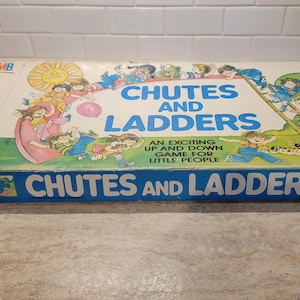 MB
CHUTES
AND
LADDERS
AN EXCITING
UP AND DOWN
GAME FOR
LITTLE PEOPLE
CHUTES AND LADDER